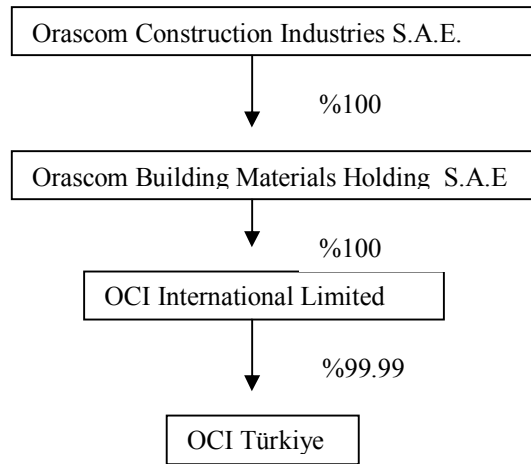 Orascom Construction Industries S.A.E.
%100
Orascom Building Materials Holding S.A.E
%100
OCI International Limited
%99.99
OCI Türkiye